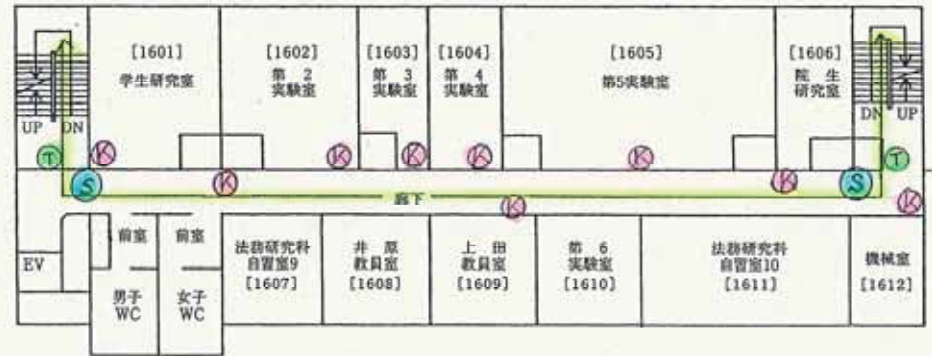 [1601]
学生研究室
[1602]
第 2
実験室
[1603]
第 3
実験室
[1604]
第 4
実験室
[1605]
第5実験室
[1606]
院 生
研究室
UP DN
DN UP
T
K
K
K
K
K
T
S
K
K
S
廊下
K
K
EV
前室
前室
男子
WC
女子
WC
法務研究科
自習室9
[1607]
井 原
教員室
[1608]
上 田
教員室
[1609]
第 6
実験室
[1610]
法務研究科
自習室10
[1611]
機械室
[1612]